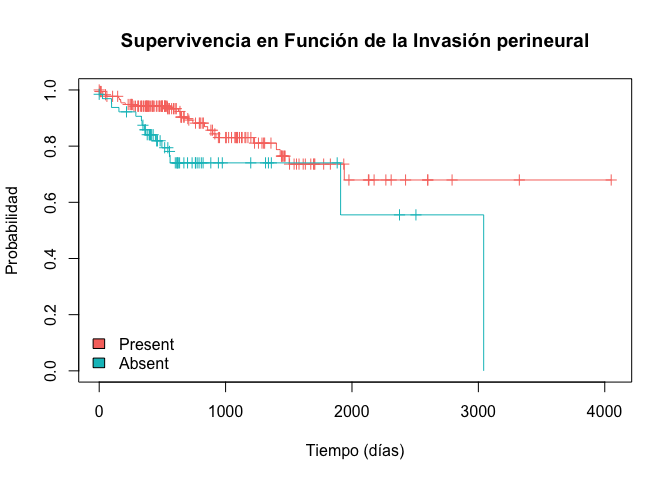 Supervivencia en Función de la Invasión perineural
Probabilidad
1.0
0.8
0.6
0.4
0.2
0.0
Present
Absent
0 1000 2000 3000 4000
Tiempo (días)